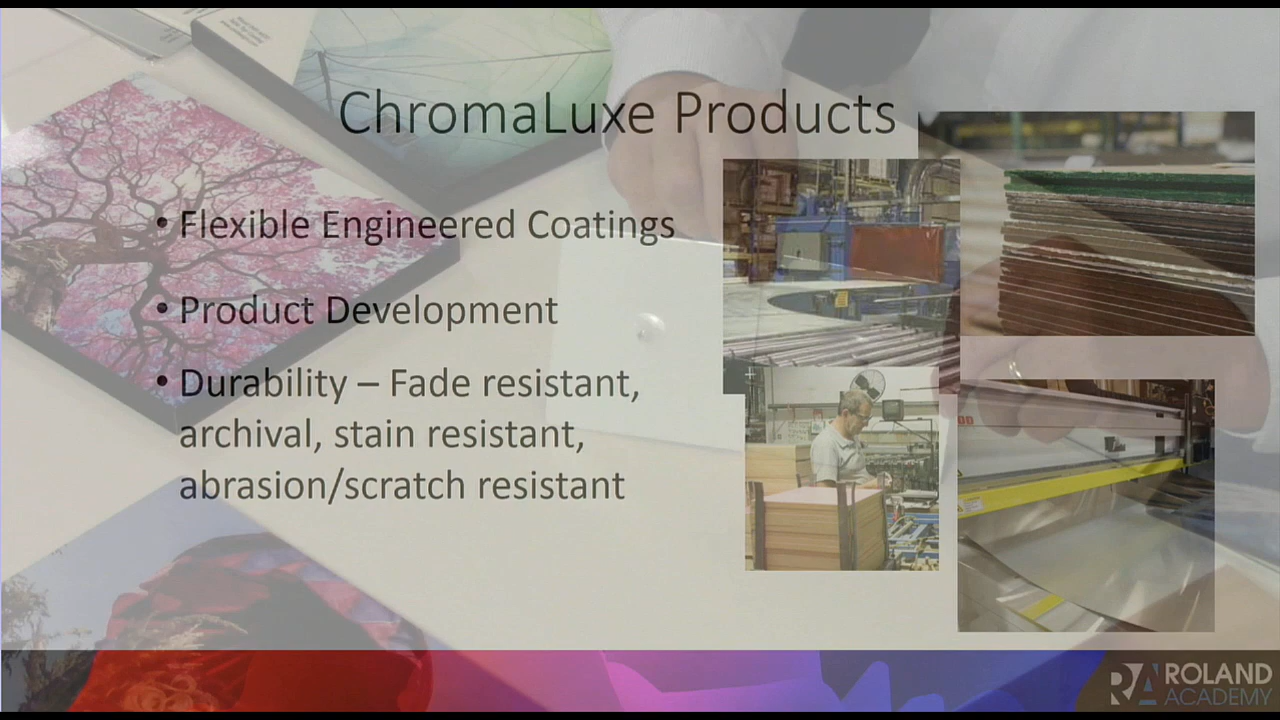 ChromaLuxe Products
• Flexible Engineered Coatings
• Product Development
• Durability – Fade resistant,
archival, stain resistant,
abrasion/scratch resistant
ROLAND
ACADEMY